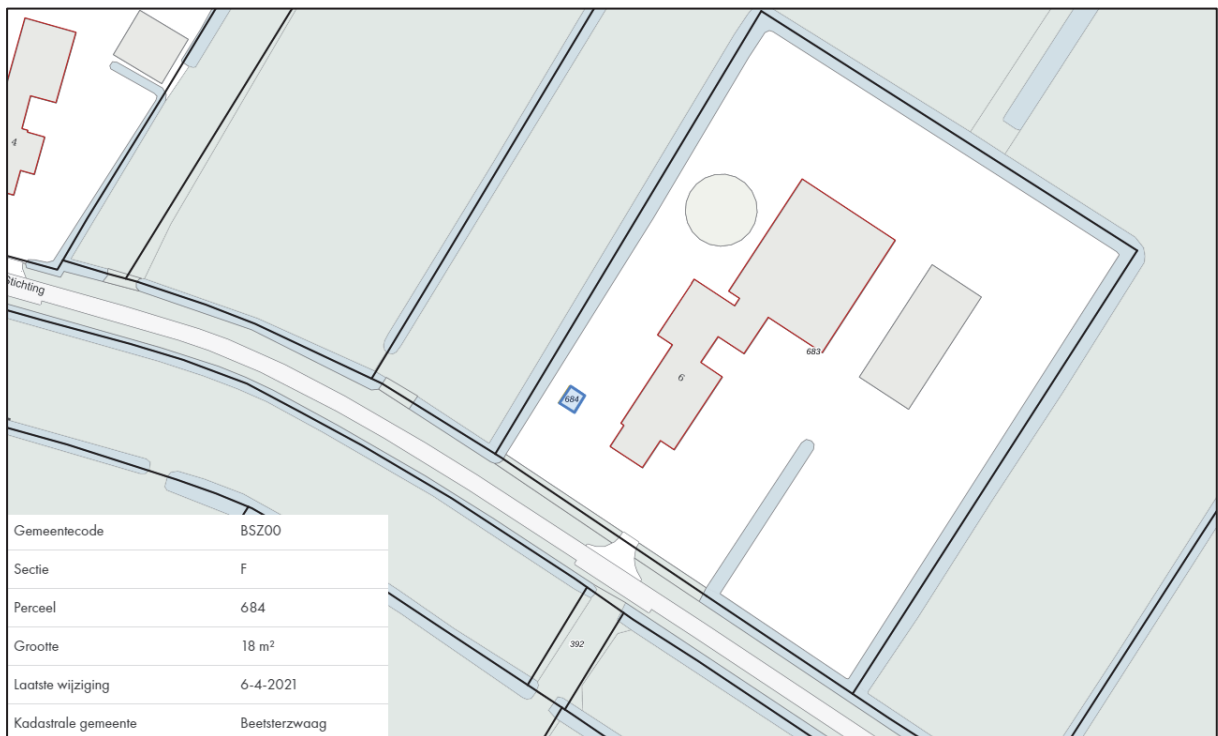 4
Stichting
683
6
684
392
Gemeentecode BSZ00
Sectie F
Perceel 684
Grootte 18 m²
Laatste wijziging 6-4-2021
Kadastrale gemeente Beetsterzwaag